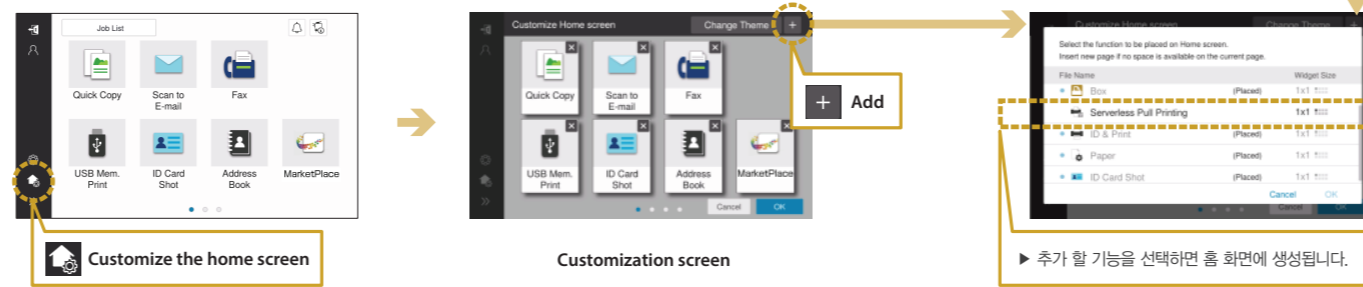 Job List
Quick Copy
Scan to
E-mail
Fax
USB Mem.
Print
ID Card
Shot
Address
Book
MarketPlace
Customize the home screen
Customize Home screen
Change Theme
+
Quick Copy
Scan to
E-mail
Fax
USB Mem.
Print
ID Card
Shot
Address
Book
MarketPlace
Cancel
OK
+ Add
Customization screen
Customize Home screen
Change Theme
+
Select the function to be placed on Home screen.
Insert new page if no space is available on the current page.
File Name Widget Size
Box (Placed) 1x1
Serverless Pull Printing 1x1
ID & Print (Placed) 1x1
Paper (Placed) 1x1
ID Card Shot (Placed) 1x1
Cancel OK
Cancel OK
▶ 추가 할 기능을 선택하면 홈 화면에 생성됩니다.